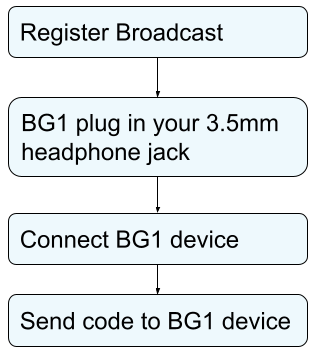 Register Broadcast
BG1 plug in your 3.5mm
headphone jack
Connect BG1 device
Send code to BG1 device